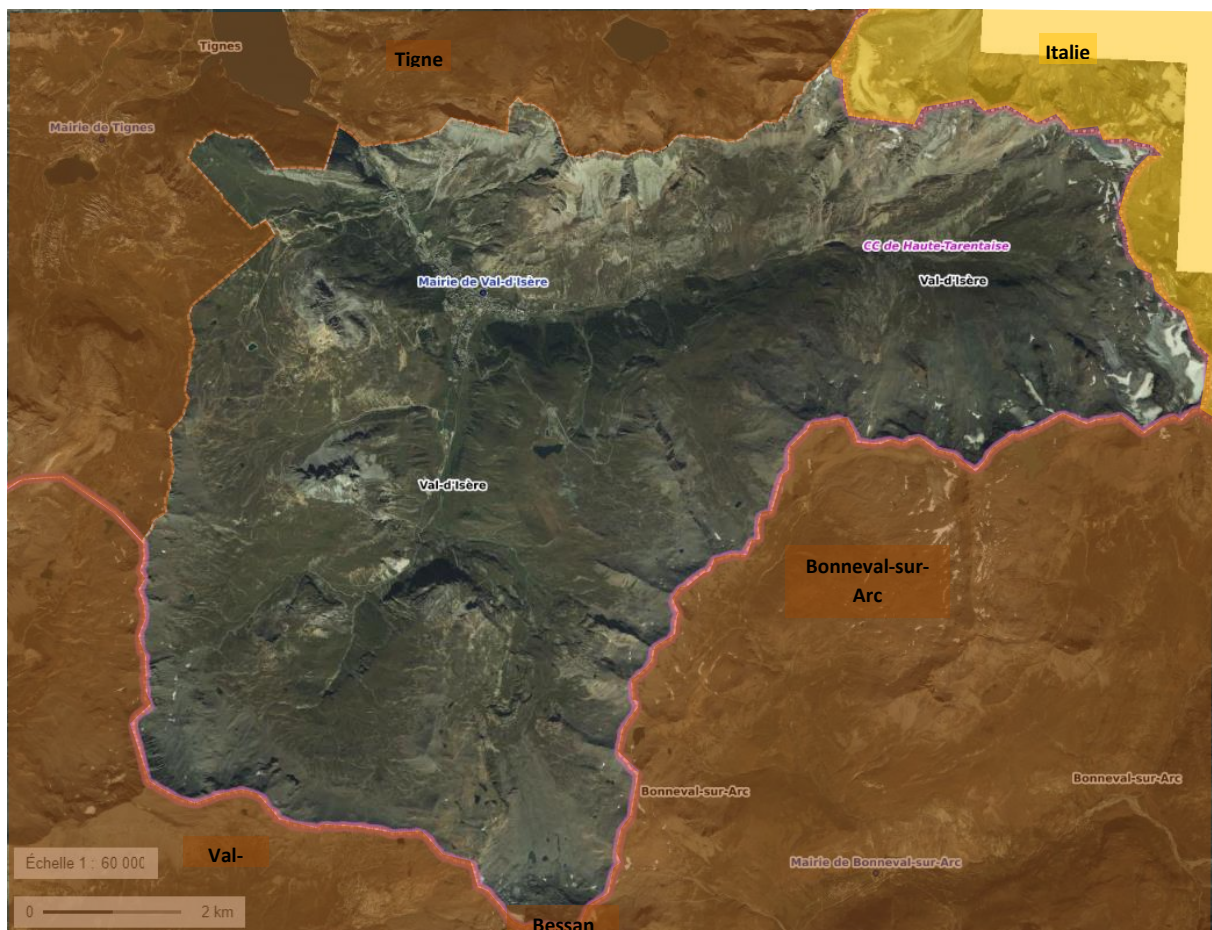 Tignes
Tigne
Italie
Mairie de Tignes
CC de Haute-Tarentaise
Mairie de Val-d'Isère
Val-d'Isère
Val-d'Isère
Bonneval-sur-
Arc
Bonneval-sur-Arc
Bonneval-sur-Arc
Val-
Échelle 1 : 60 000
Mairie de Bonneval-sur-Arc
0 2 km
Bessan